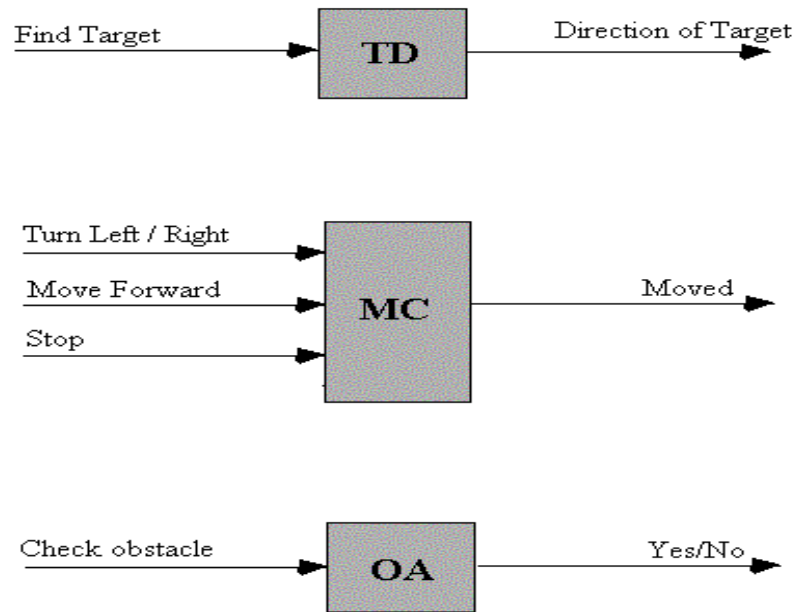 Find Target
TD
Direction of Target
Turn Left / Right
Move Forward
Stop
MC
Moved
Check obstacle
OA
Yes/No